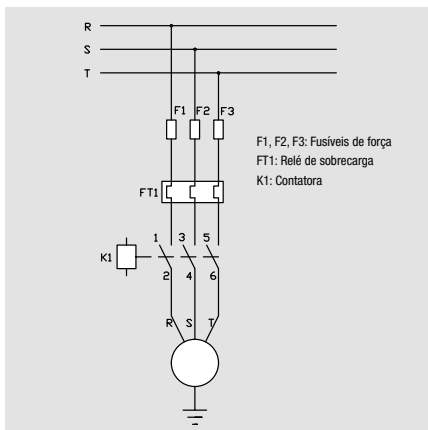 R
S
T
F1 F2 F3
F1, F2, F3: Fusíveis de força
FT1: Relé de sobrecarga
K1: Contatora
FT1
1 3 5
K1
2 4 6
R S T